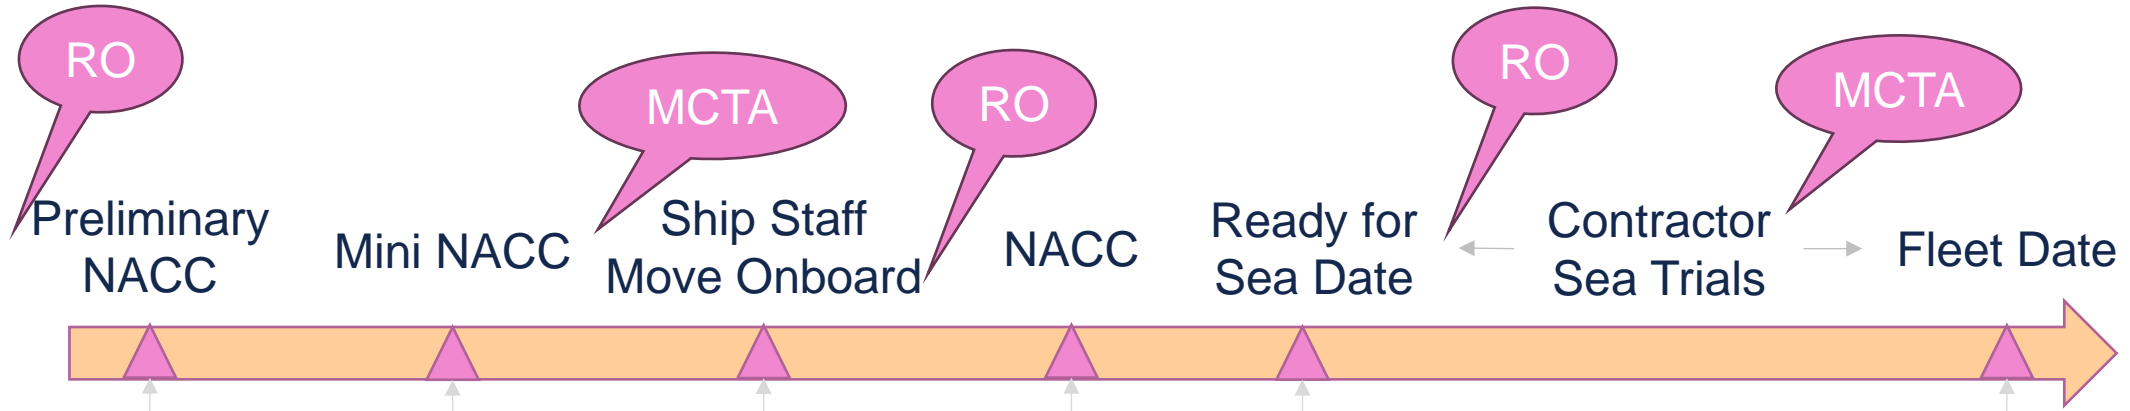 RO
MCTA
RO
RO
MCTA
Preliminary
NACC
Mini NACC
Ship Staff
Move Onboard
NACC
Ready for
Sea Date
Contractor
Sea Trials
Fleet Date